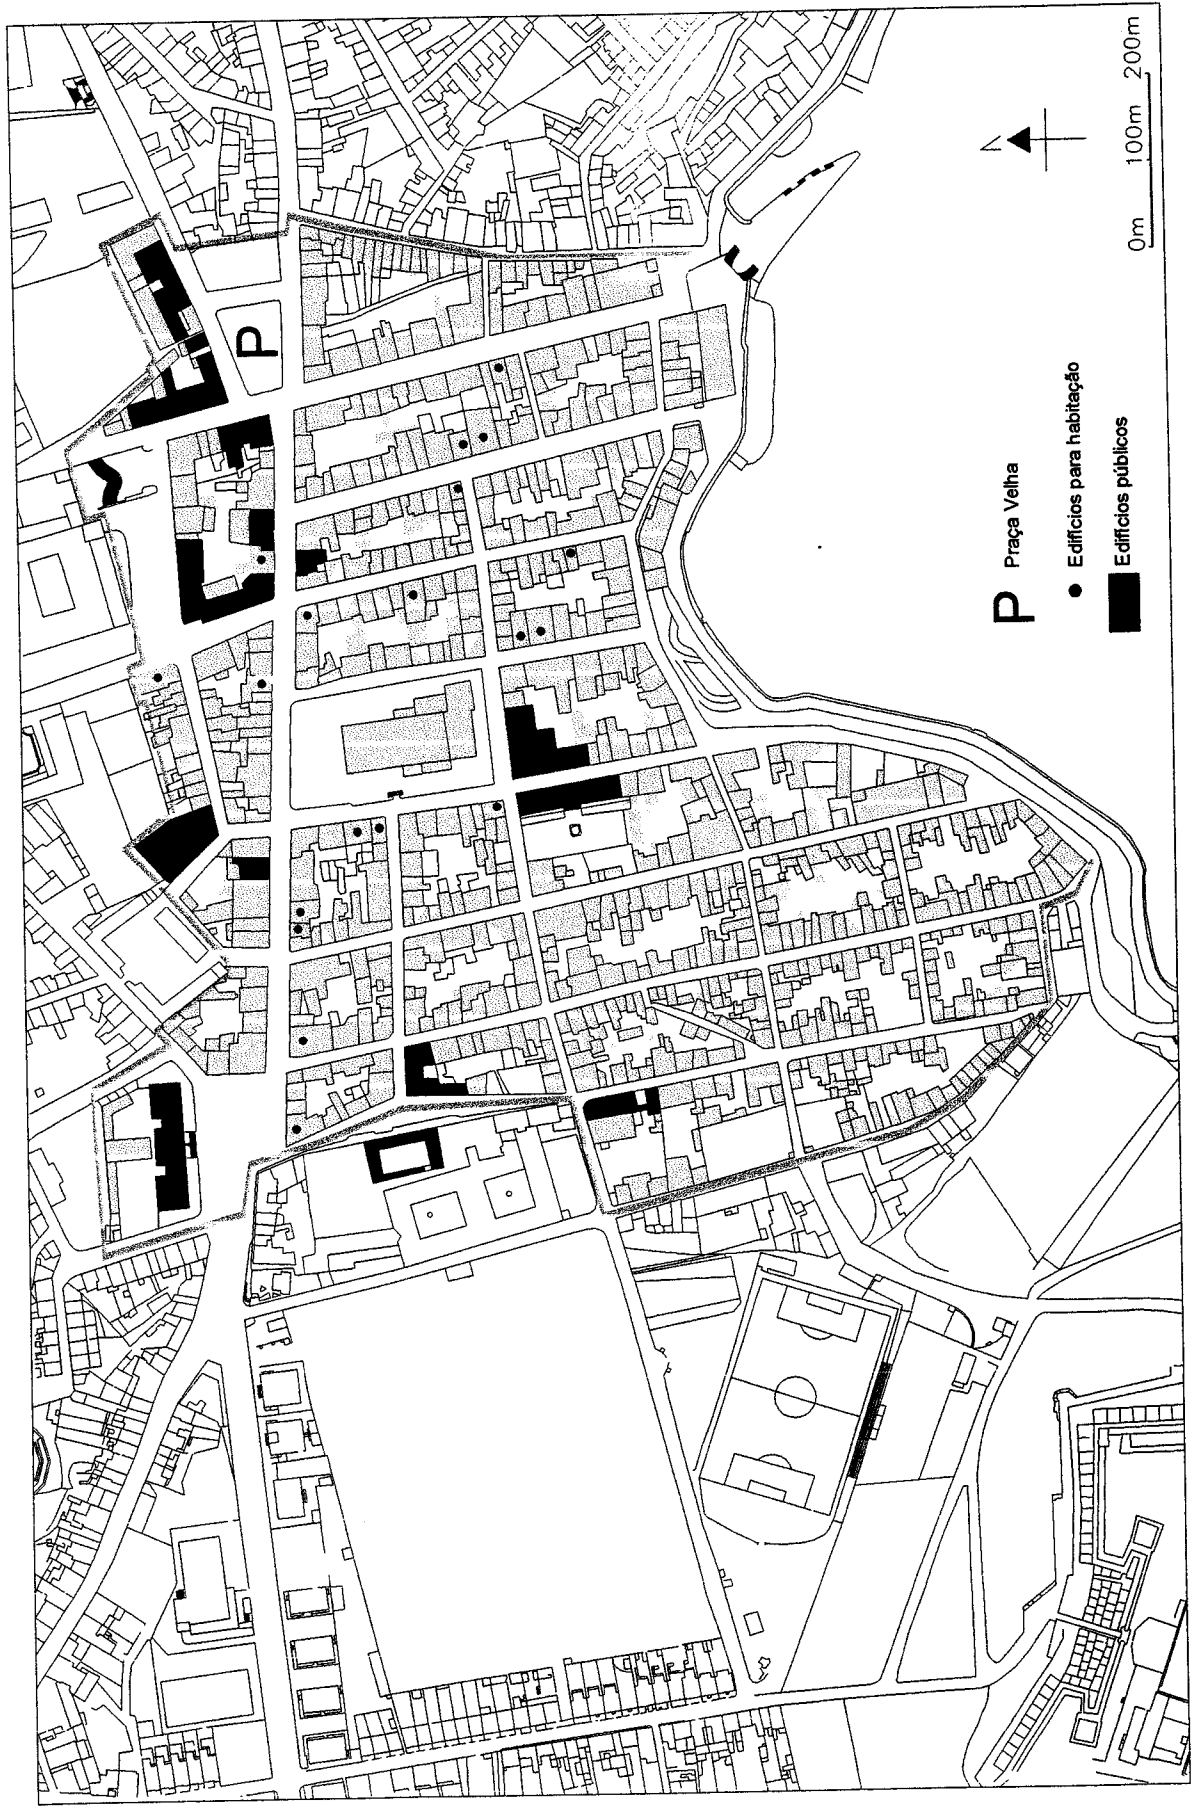 P
P Praça Velha
Edifícios para habitação
Edifícios públicos
N
0m 100m 200m